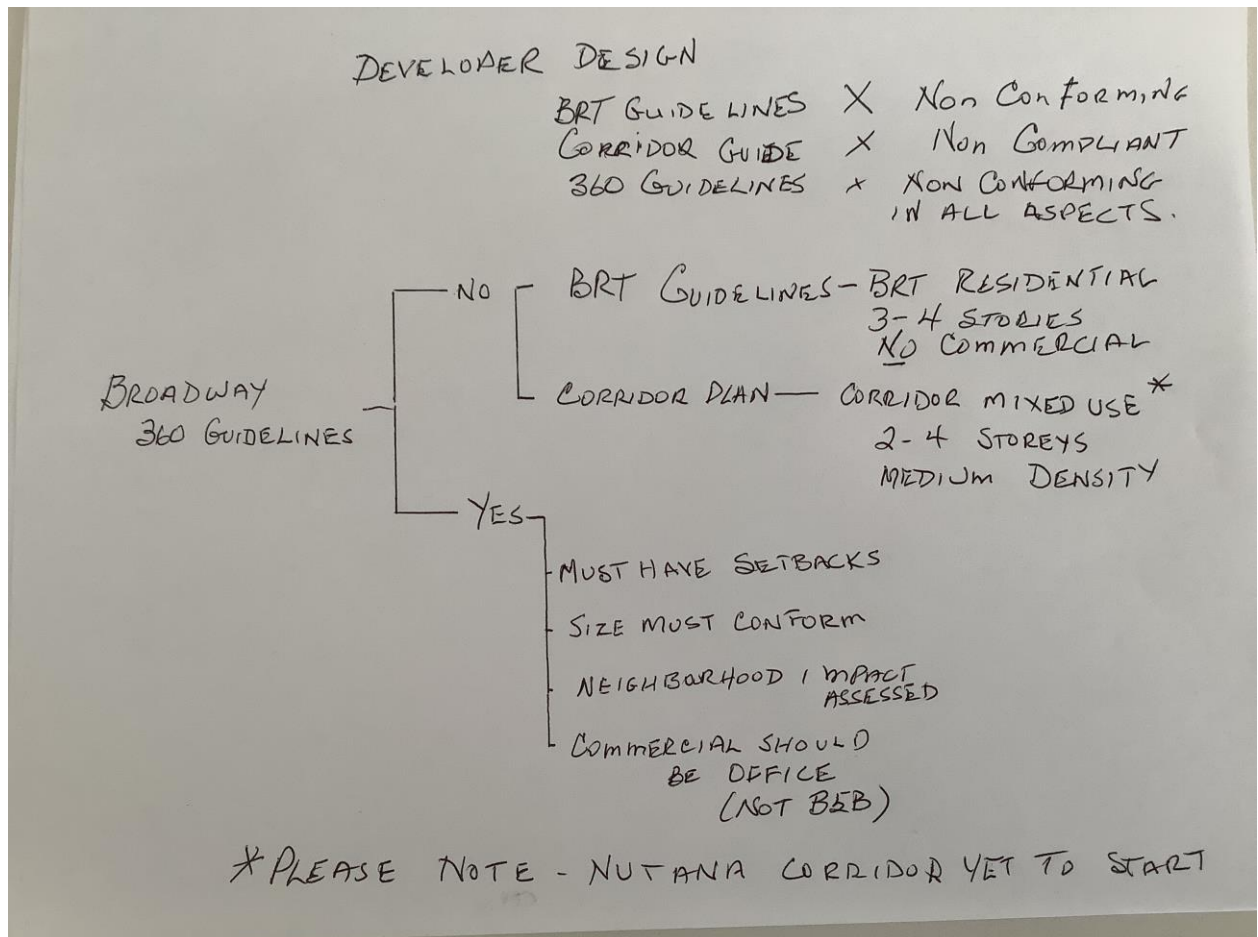 DEVELOPER DESIGN
BRT GUIDELINES X Non Conforming
CORRIDOR GUIDE X Non Compliant
360 GUIDELINES X NON CONFORMING
IN ALL ASPECTS.
NO
BRT GUIDELINES - BRT RESIDENTIAL
3-4 STORIES
NO COMMERCIAL
BROADWAY
360 GUIDELINES
CORRIDOR PLAN - CORRIDOR MIXED USE *
2-4 STOREYS
MEDIUM DENSITY
YES
MUST HAVE SETBACKS
SIZE MUST CONFORM
NEIGHBORHOOD IMPACT
ASSESSED
COMMERCIAL SHOULD
BE OFFICE
(NOT B&B)
* PLEASE NOTE - NUTANA CORRIDOR YET TO START